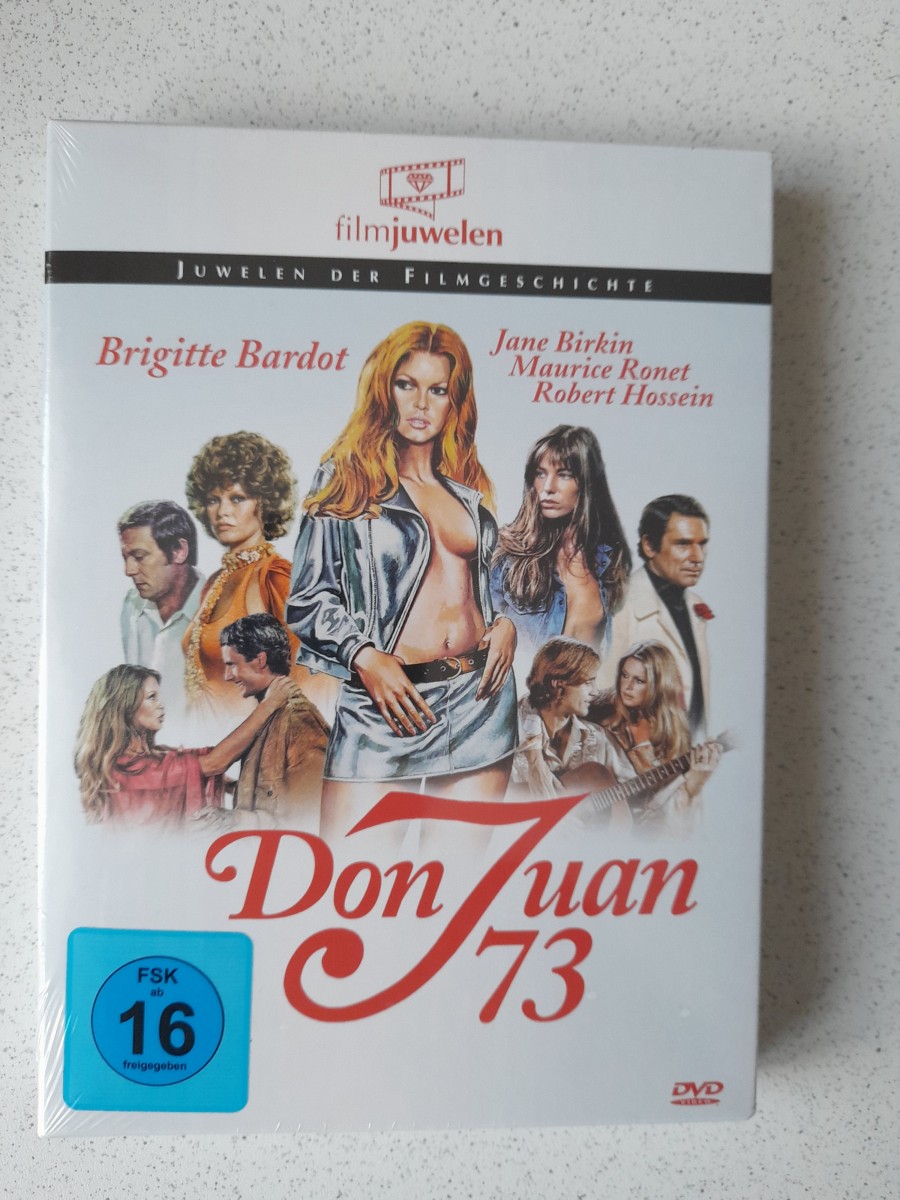 filmjuwelen
JUWELEN DER FILMGESCHICHTE
Brigitte Bardot
Jane Birkin
Maurice Ronet
Robert Hossein
Don Juan
73
FSK
ab
16
freigegeben
DVD
VIDEO